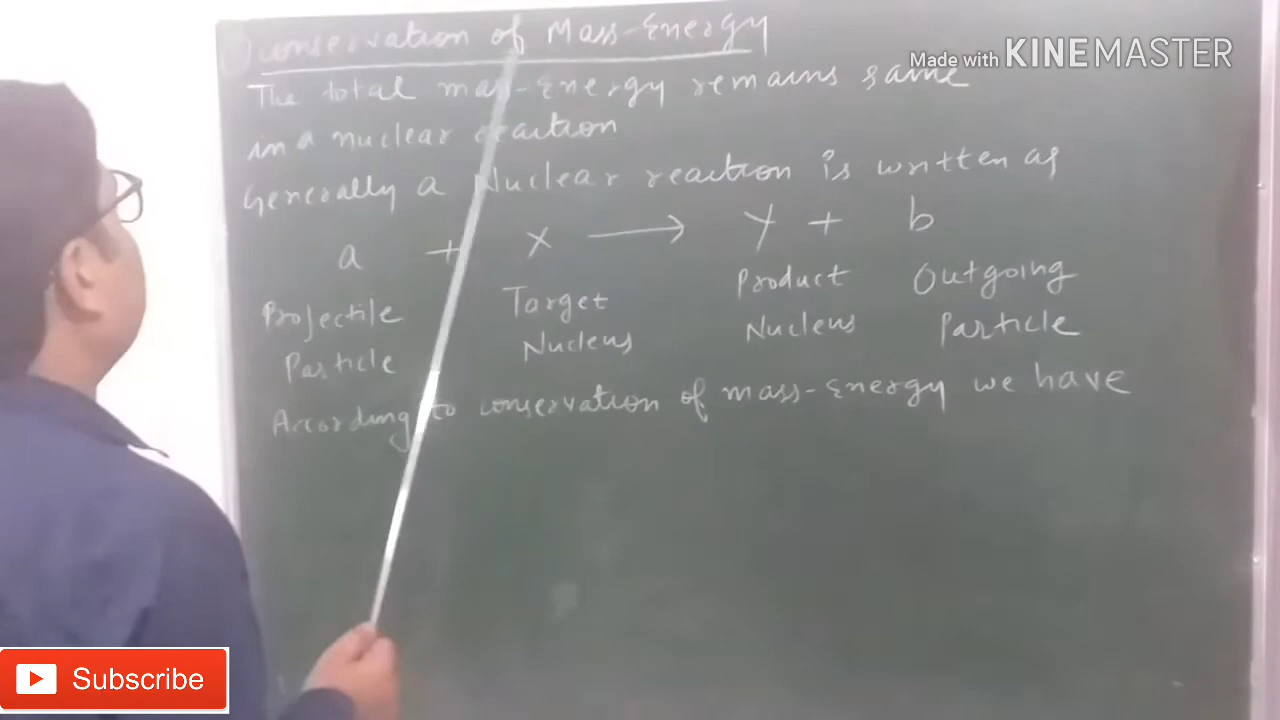 conservation of Mass-Energy
Made with KINEMASTER
The total mass-Energy remains same
in a nuclear reaction
Generally a Nuclear reaction is written as
a + x → y + b
Projectile Target Product Outgoing
Particle Nucleus Nucleus Particle
According to conservation of mass-Energy we have
Subscribe